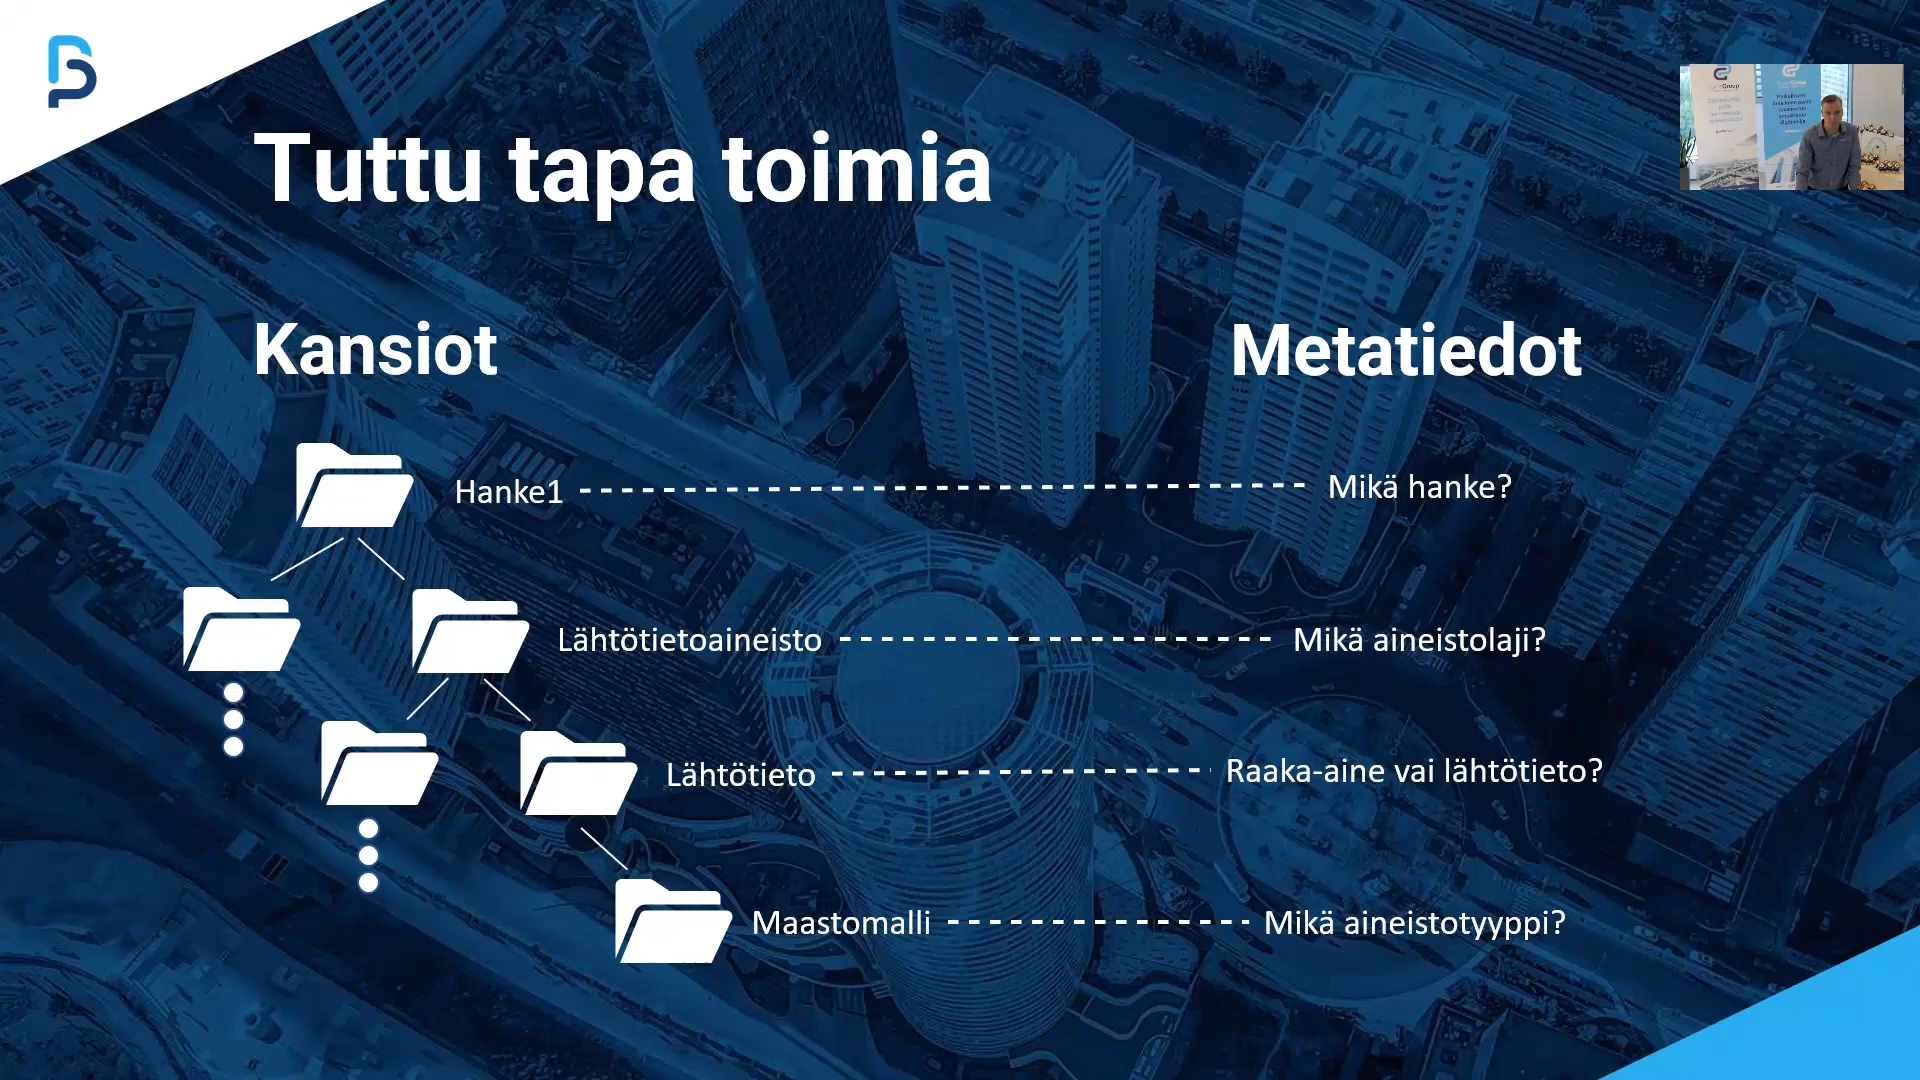 Tuttu tapa toimia
Kansiot
Metatiedot
Hanke1
Mikä hanke?
Lähtötietoaineisto
Mikä aineistolaji?
Lähtötieto
Raaka-aine vai lähtötieto?
Maastomalli
Mikä aineistotyyppi?